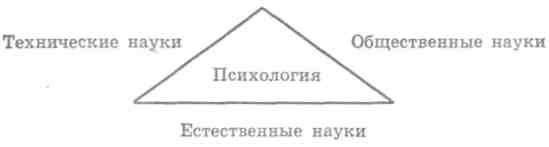 Технические науки
Общественные науки
Психология
Естественные науки